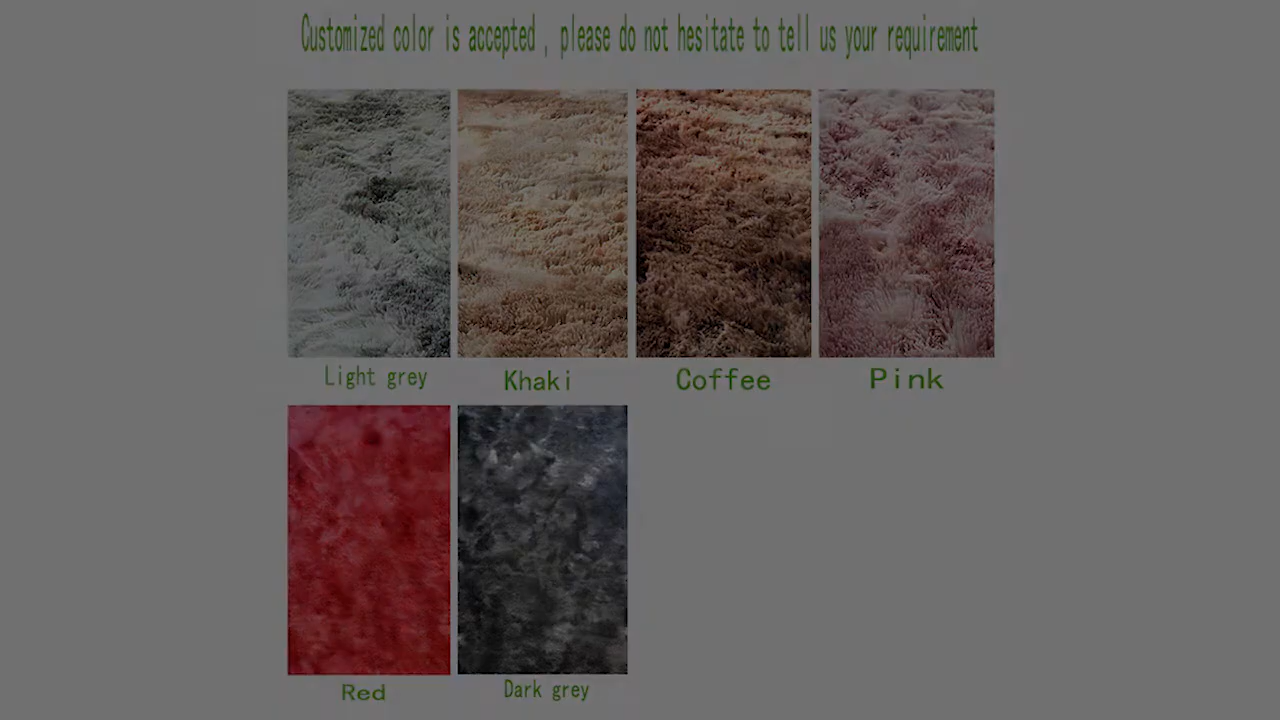 Customized color is accepted , please do not hesitate to tell us your requirement
Light grey
Khaki
Coffee
Pink
Red
Dark grey